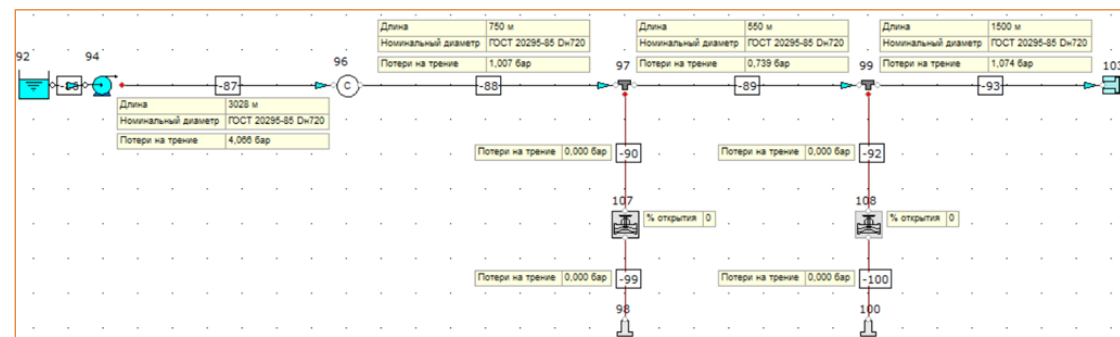 Длина 750 м
Номинальный диаметр ГОСТ 20295-85 Dн720
Потери на трение 1,007 бар
Длина 550 м
Номинальный диаметр ГОСТ 20295-85 Dн720
Потери на трение 0,739 бар
Длина 1500 м
Номинальный диаметр ГОСТ 20295-85 Dн720
Потери на трение 1,074 бар
92
94
96
97
99
103
-87
C
-88
-89
-93
Длина 3028 м
Номинальный диаметр ГОСТ 20295-85 Dн720
Потери на трение 4,066 бар
Потери на трение 0,000 бар
-90
Потери на трение 0,000 бар
-92
107
% открытия 0
108
% открытия 0
Потери на трение 0,000 бар
-99
Потери на трение 0,000 бар
-100
98
100